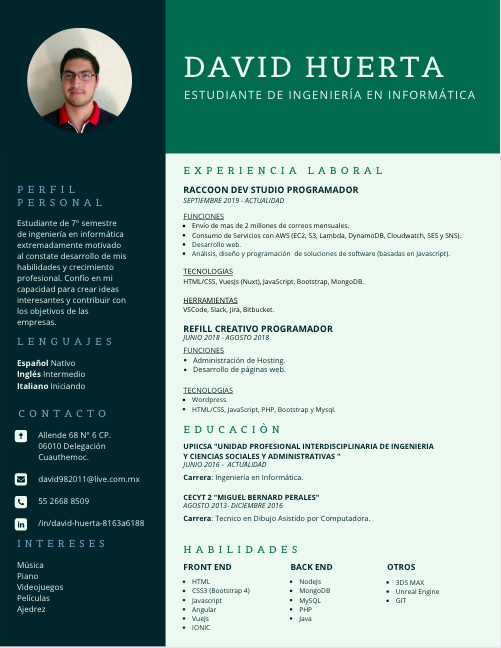 DAVID HUERTA
ESTUDIANTE DE INGENIERÍA EN INFORMÁTICA
PERFIL
PERSONAL
Estudiante de 7° semestre
de ingeniería en informática
extremadamente motivado
al constate desarrollo de mis
habilidades y crecimiento
profesional. Confío en mi
capacidad para crear ideas
interesantes y contribuir con
los objetivos de las
empresas.
LENGUAJES
Español Nativo
Inglés Intermedio
Italiano Iniciando
CONTACTO
Allende 68 N° 6 CP.
06010 Delegación
Cuauthemoc.
david982011@live.com.mx
55 2668 8509
in
/in/david-huerta-8163a6188
INTERESES
Música
Piano
Videojuegos
Películas
Ajedrez
EXPERIENCIA LABORAL
RACCOON DEV STUDIO PROGRAMADOR
SEPTIEMBRE 2019 - ACTUALIDAD
FUNCIONES
• Envío de mas de 2 millones de correos mensuales.
• Consumo de Servicios con AWS (EC2, S3, Lambda, DynamoDB, Cloudwatch, SES y SNS).
• Desarrollo web.
• Análisis, diseño y programación de soluciones de software (basadas en Javascript).
TECNOLOGIAS
HTML/CSS, VuesJs (Nuxt), JavaScript, Bootstrap, MongoDB.
HERRAMIENTAS
VSCode, Slack, Jira, Bitbucket.
REFILL CREATIVO PROGRAMADOR
JUNIO 2018 - AGOSTO 2018
FUNCIONES
• Administración de Hosting.
• Desarrollo de páginas web.
TECNOLOGIAS
• Wordpress.
• HTML/CSS, JavaScript, PHP, Bootstrap y Mysql.
EDUCACIÒN
UPIICSA "UNIDAD PROFESIONAL INTERDISCIPLINARIA DE INGENIERIA
Y CIENCIAS SOCIALES Y ADMINISTRATIVAS "
JUNIO 2016 - ACTUALIDAD
Carrera: Ingeniería en Informática.
CECYT 2 "MIGUEL BERNARD PERALES"
AGOSTO 2013- DICIEMBRE 2016
Carrera: Tecnico en Dibujo Asistido por Computadora.
HABILIDADES
FRONT END
• HTML
• CSS3 (Bootstrap 4)
• Javascript
• Angular
• VueJs
• IONIC
BACK END
• NodeJs
• MongoDB
• MySQL
• PHP
• Java
OTROS
• 3DS MAX
• Unreal Engine
• GIT